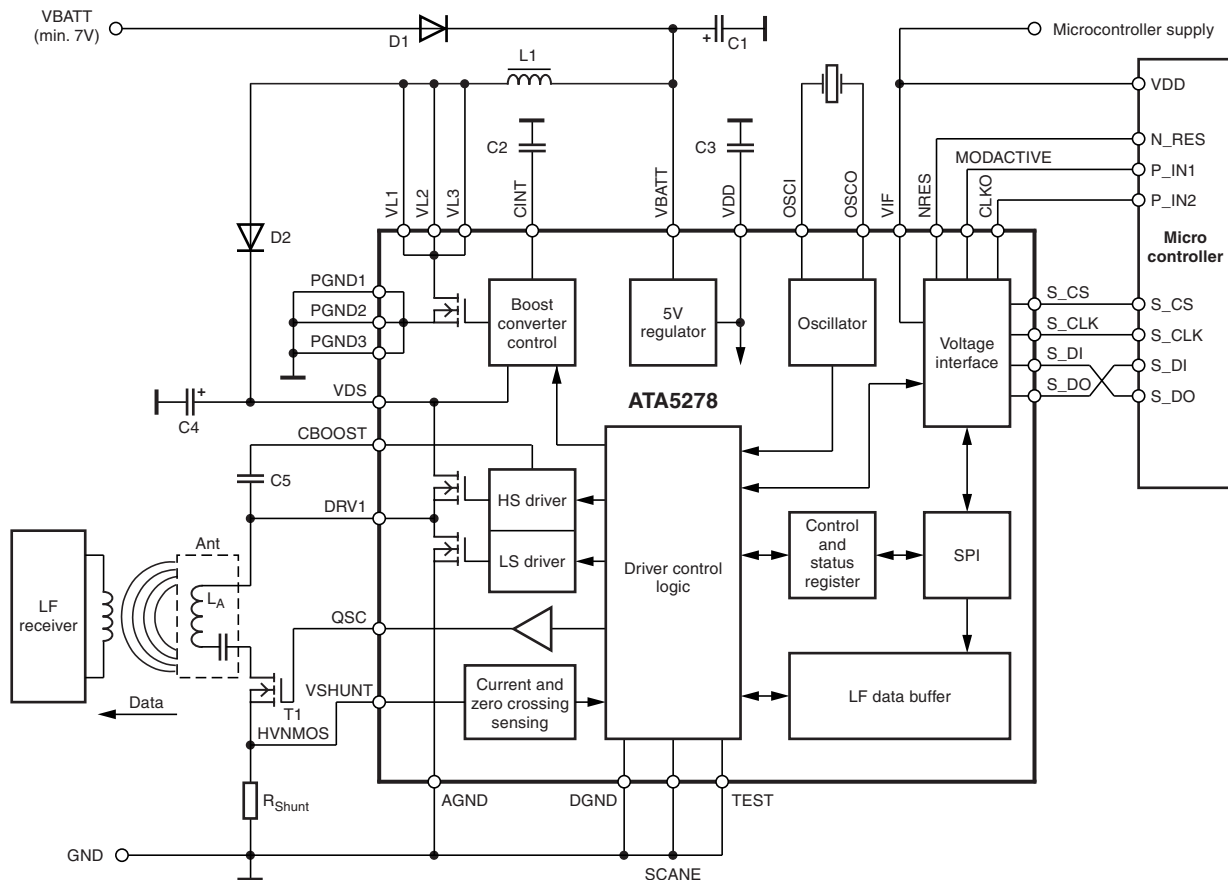 VBATT
(min. 7V)
D1
C1
Microcontroller supply
L1
VDD
C2
C3
N_RES
MODACTIVE
P_IN1
P_IN2
VL1
VL2
VL3
CINT
VBATT
VDD
OSCI
OSCO
VIF
NRES
CLKO
Micro
controller
D2
PGND1
PGND2
PGND3
Boost
converter
control
5V
regulator
Oscillator
Voltage
interface
S_CS
S_CLK
S_DI
S_DO
S_CS
S_CLK
S_DI
S_DO
VDS
C4
ATA5278
CBOOST
C5
HS driver
DRV1
LS driver
Driver control
logic
Control
and
status
register
SPI
Ant
LA
LF
receiver
QSC
VSHUNT
Current and
zero crossing
sensing
LF data buffer
Data
T1
HVNMOS
RShunt
AGND
DGND
TEST
GND
SCANE